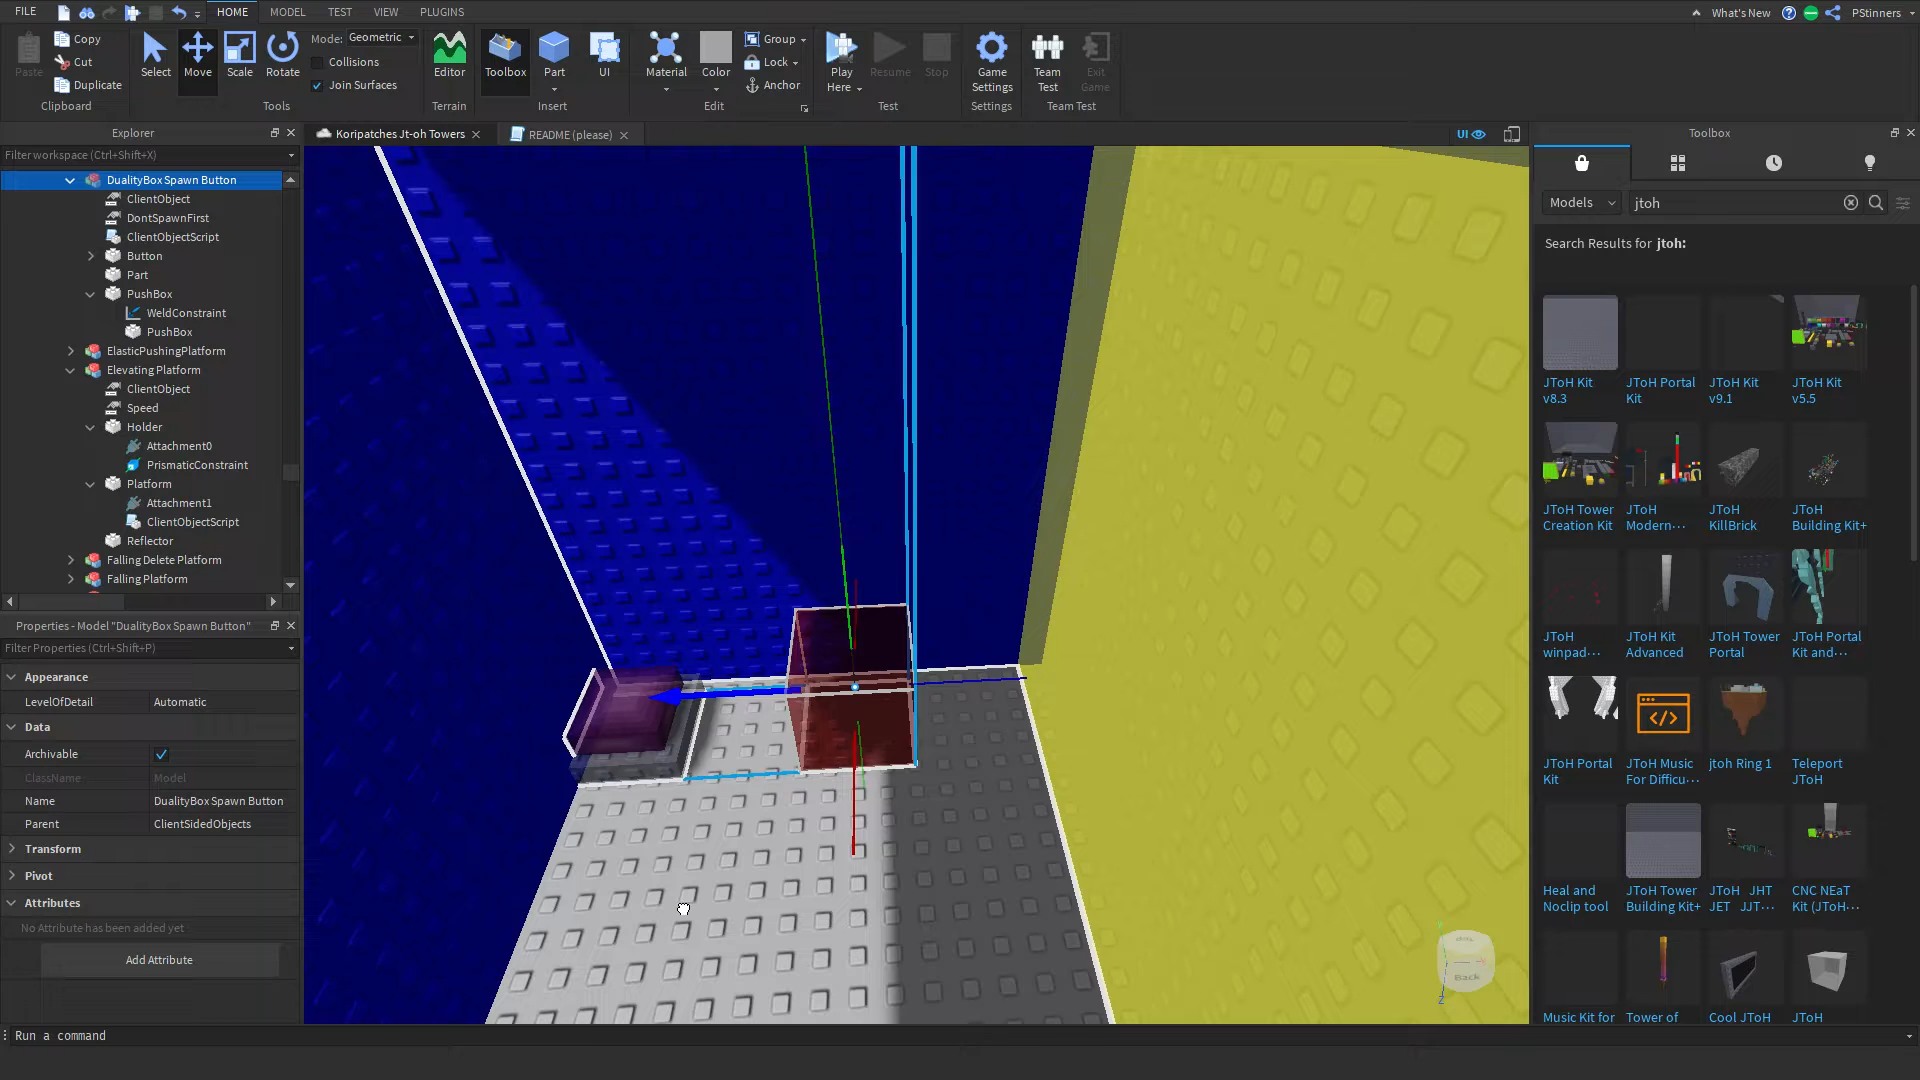 FILE
HOME
MODEL
TEST
VIEW
PLUGINS
What's New
PStinners
Paste
Copy
Cut
Duplicate
Clipboard
Select
Move
Scale
Rotate
Mode: Geometric
Collisions
Join Surfaces
Tools
Editor
Terrain
Toolbox
Part
UI
Insert
Material
Color
Group
Lock
Anchor
Edit
Play
Here
Resume
Stop
Test
Game
Settings
Settings
Team
Test
Exit
Game
Team Test
Explorer
Filter workspace (Ctrl+Shift+X)
DualityBox Spawn Button
ClientObject
DontSpawnFirst
ClientObjectScript
Button
Part
PushBox
WeldConstraint
PushBox
ElasticPushingPlatform
Elevating Platform
ClientObject
Speed
Holder
Attachment0
PrismaticConstraint
Platform
Attachment1
ClientObjectScript
Reflector
Falling Delete Platform
Falling Platform
Properties - Model "DualityBox Spawn Button"
Filter Properties (Ctrl+Shift+P)
Appearance
LevelOfDetail Automatic
Data
Archivable
ClassName Model
Name DualityBox Spawn Button
Parent ClientSidedObjects
Transform
Pivot
Attributes
No Attribute has been added yet
Add Attribute
Koripatches Jt-oh Towers
README (please)
UI
Back
Z
Toolbox
Models
jtoh
Search Results for jtoh:
JToH Kit
v8.3
JToH Portal
Kit
JToH Kit
v9.1
JToH Kit
v5.5
JToH Tower
Creation Kit
JToH
Modern...
JToH
KillBrick
JToH
Building Kit+
JToH
winpad...
JToH Kit
Advanced
JToH Tower
Portal
JToH Portal
Kit and...
JToH Portal
Kit
JToH Music
For Difficu...
jtoh Ring 1
Teleport
JToH
Heal and
Noclip tool
JToH Tower
Building Kit+
JToH JHT
JET JJT...
CNC NEaT
Kit (JToH...
Music Kit for
Tower of
Cool JToH
JToH
Run a command